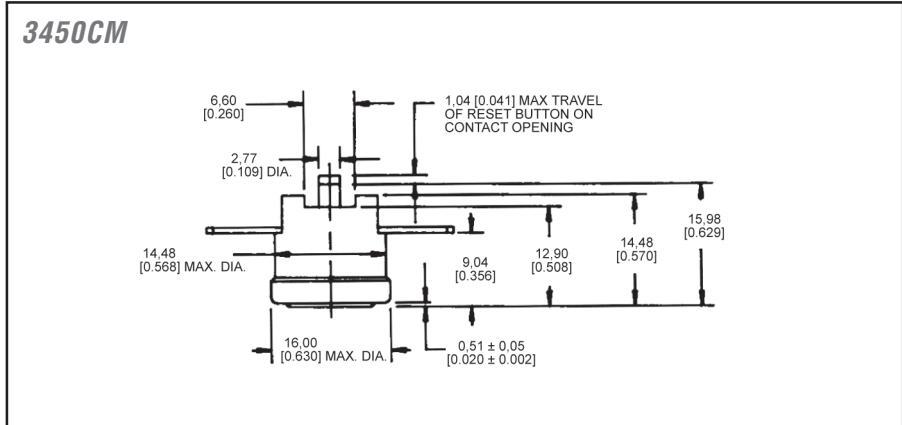 3450CM
6,60
[0.260]
1,04 [0.041] MAX TRAVEL
OF RESET BUTTON ON
CONTACT OPENING
2,77
[0.109] DIA.
15,98
[0.629]
14,48
[0.570]
12,90
[0.508]
9,04
[0.356]
14,48
[0.568] MAX. DIA.
16,00
[0.630] MAX. DIA.
0,51 ± 0,05
[0.020 ± 0.002]